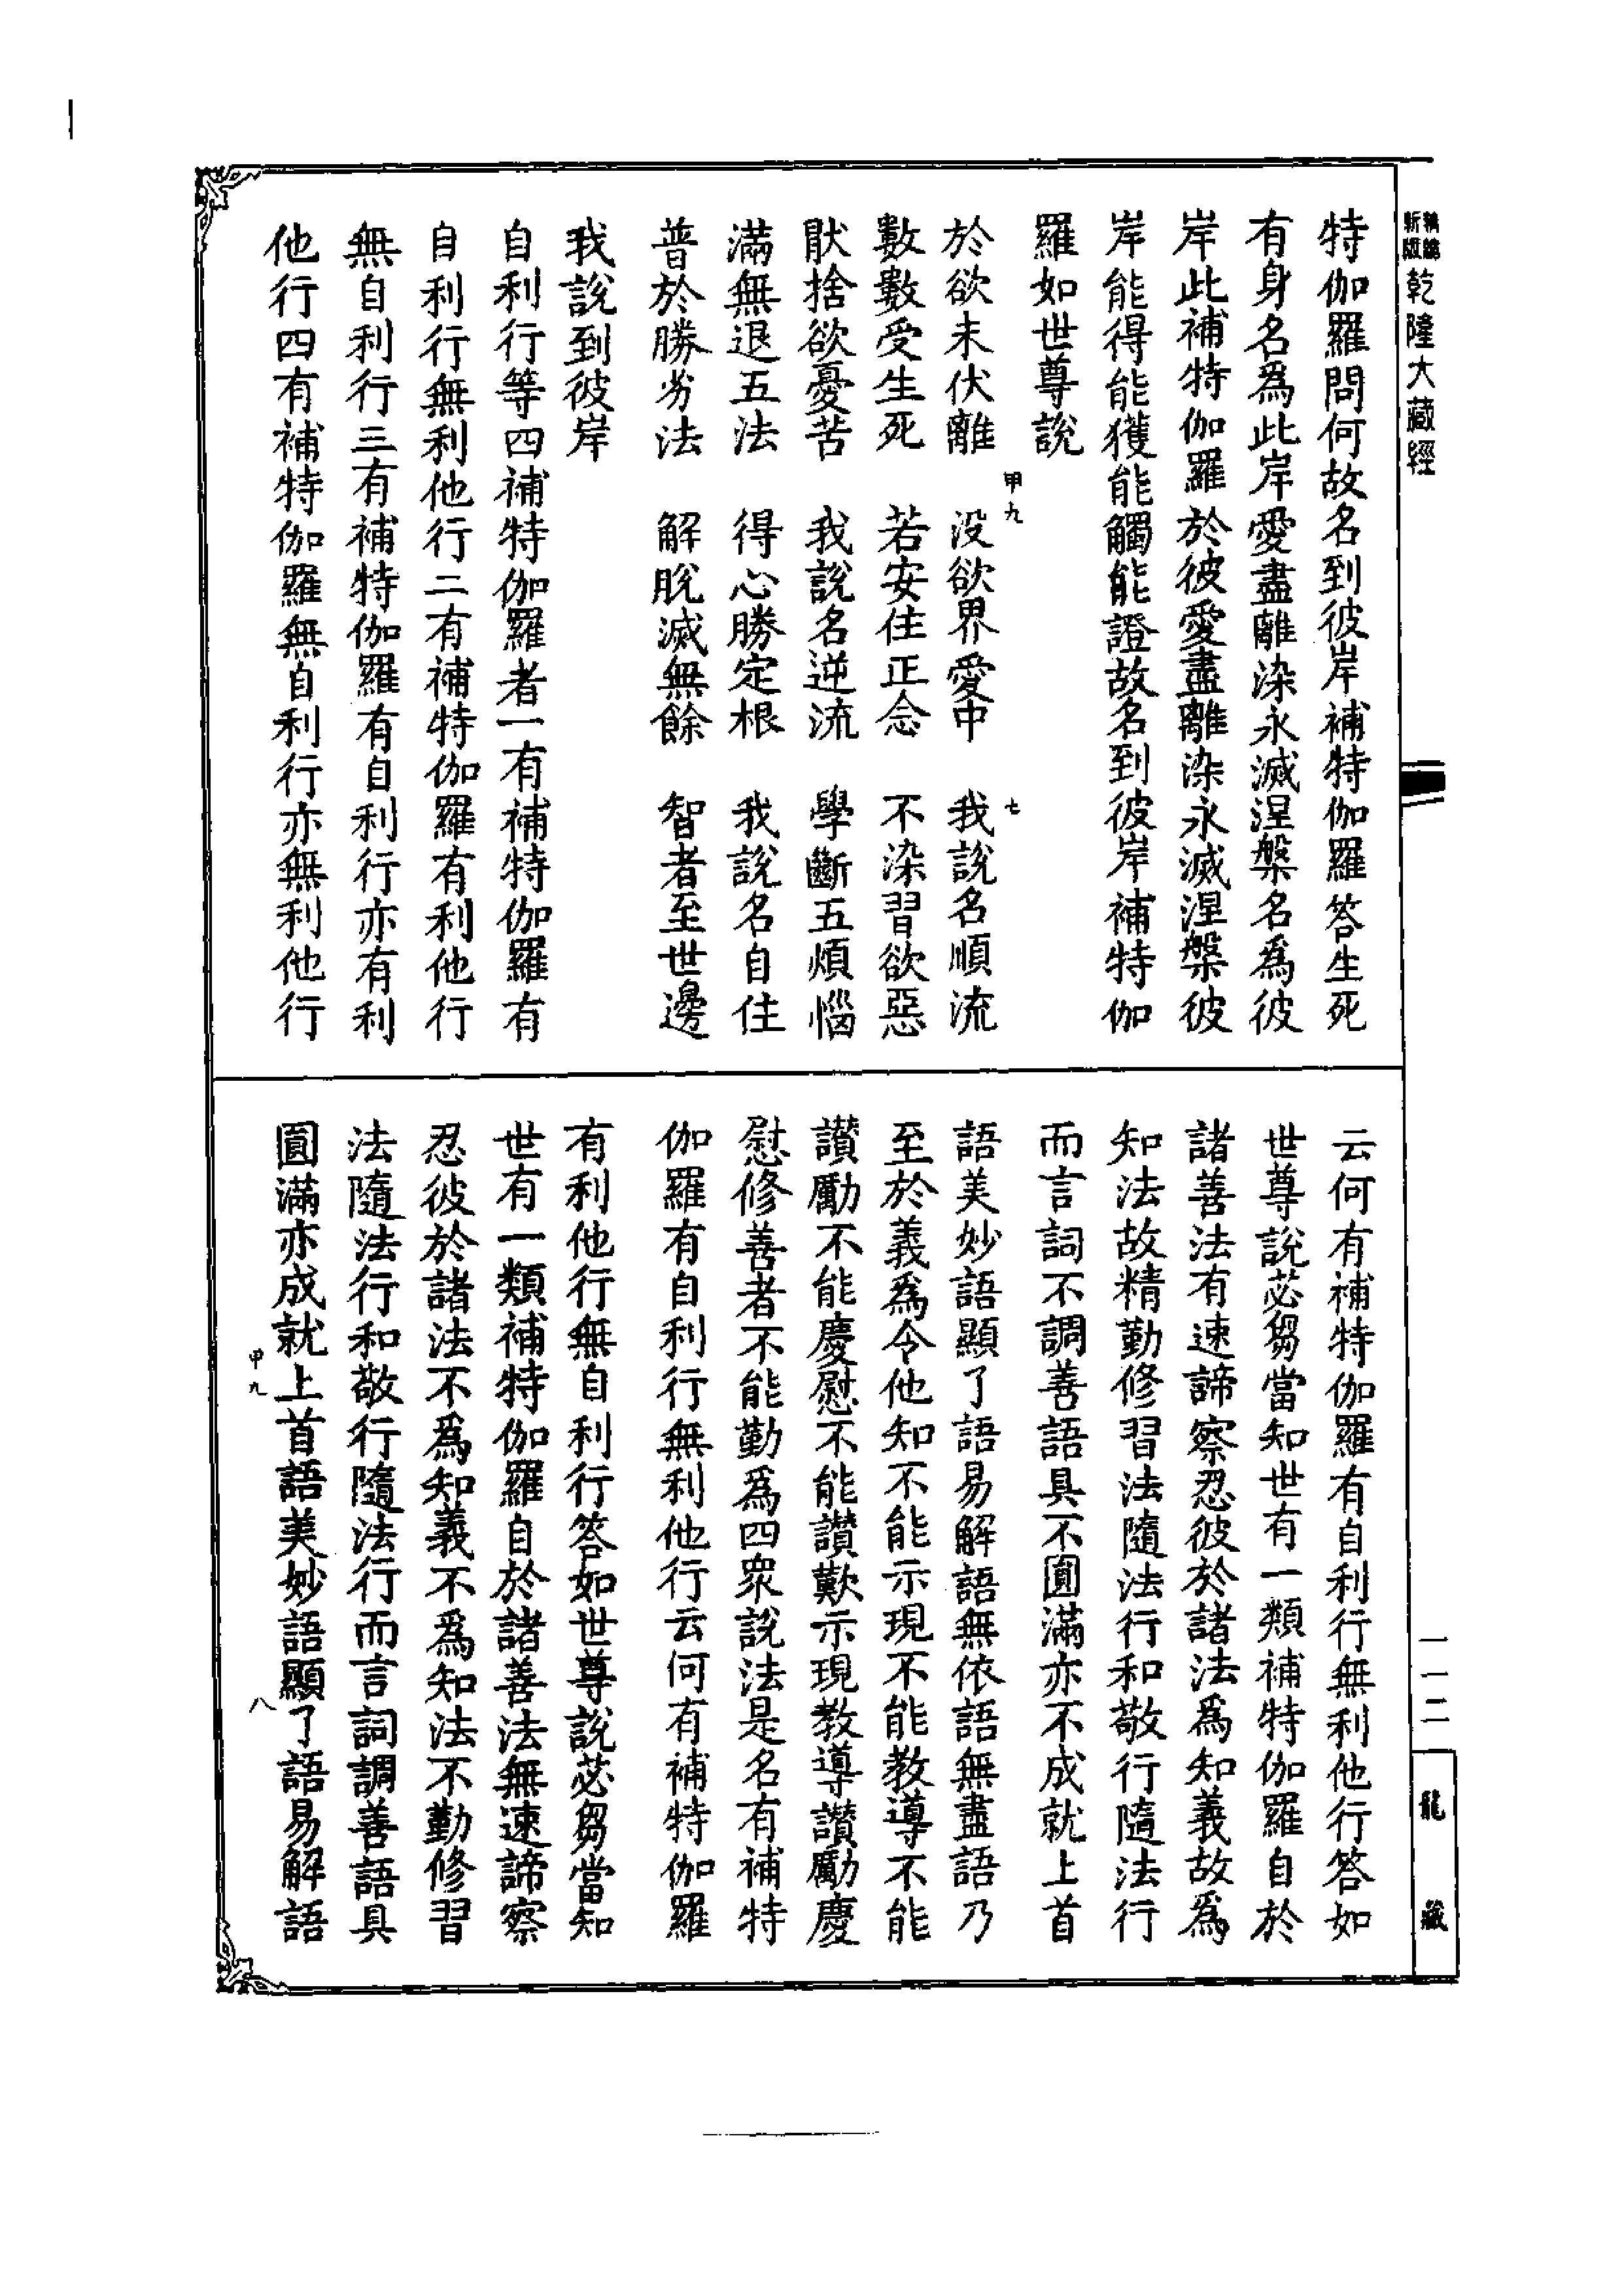 精編新版乾隆大藏經
特伽羅問何故名到彼岸補特伽羅答生死
有身名為此岸愛盡離染永滅涅槃名為彼
岸此補特伽羅於彼愛盡離染永滅涅槃彼
岸能得能獲能觸能證故名到彼岸補特伽
羅如世尊說
甲九 七
於欲未伏離 没欲界愛中 我說名順流
數數受生死 若安住正念 不染習欲惡
猒捨欲憂苦 我說名逆流 學斷五煩惱
滿無退五法 得心勝定根 我說名自住
普於勝劣法 解脫滅無餘 智者至世邊
我說到彼岸
自利行等四補特伽羅者一有補特伽羅有
自利行無利他行二有補特伽羅有利他行
無自利行三有補特伽羅有自利行亦有利
他行四有補特伽羅無自利行亦無利他行
云何有補特伽羅有自利行無利他行答如
世尊說苾芻當知世有一類補特伽羅自於
諸善法有速諦察忍彼於諸法為知義故為
知法故精勤修習法隨法行和敬行隨法行
而言詞不調善語具不圓滿亦不成就上首
語美妙語顯了語易解語無依語無盡語乃
至於義為令他知不能示現不能教導不能
讚勵不能慶慰不能讚歎示現教導讚勵慶
慰修善者不能勤為四眾說法是名有補特
伽羅有自利行無利他行云何有補特伽羅
有利他行無自利行答如世尊說苾芻當知
世有一類補特伽羅自於諸善法無速諦察
忍彼於諸法不為知義不為知法不勤修習
法隨法行和敬行隨法行而言詞調善語具
圓滿亦成就上首語美妙語顯了語易解語
甲九 八
一一二
龍藏